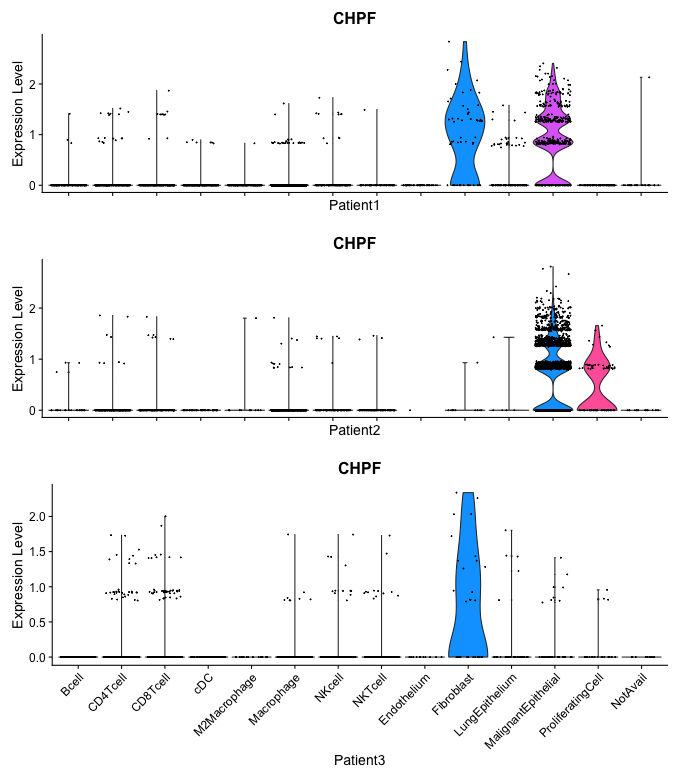 CHPF
Expression Level
2
1
0
Patient1
CHPF
Expression Level
2
1
0
Patient2
CHPF
Expression Level
2.0
1.5
1.0
0.5
0.0
Bcell
CD4Tcell
CD8Tcell
cDC
M2Macrophage
Macrophage
NKcell
NKTcell
Endothelium
Fibroblast
LungEpithelium
MalignantEpithelial
ProliferatingCell
NotAvail
Patient3